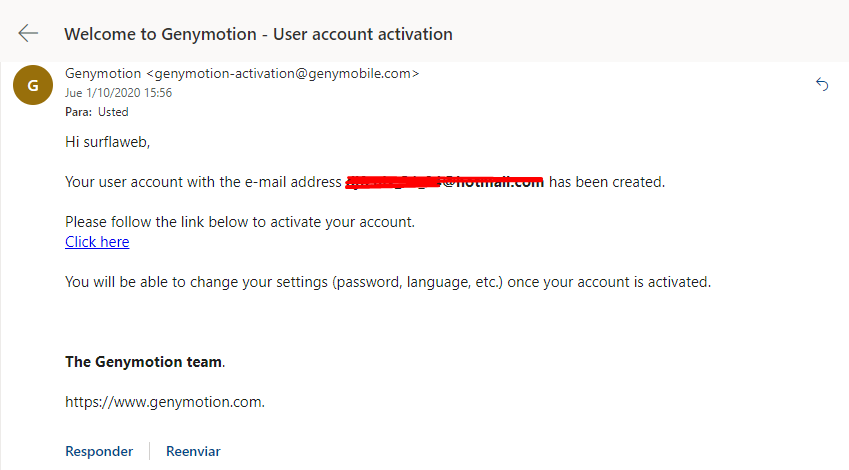 Welcome to Genymotion - User account activation
G
Genymotion <genymotion-activation@genymobile.com>
Jue 1/10/2020 15:56
Para: Usted
Hi surflaweb,
Your user account with the e-mail address @hotmail.com has been created.
Please follow the link below to activate your account.
Click here
You will be able to change your settings (password, language, etc.) once your account is activated.
The Genymotion team.
https://www.genymotion.com.
Responder
Reenviar